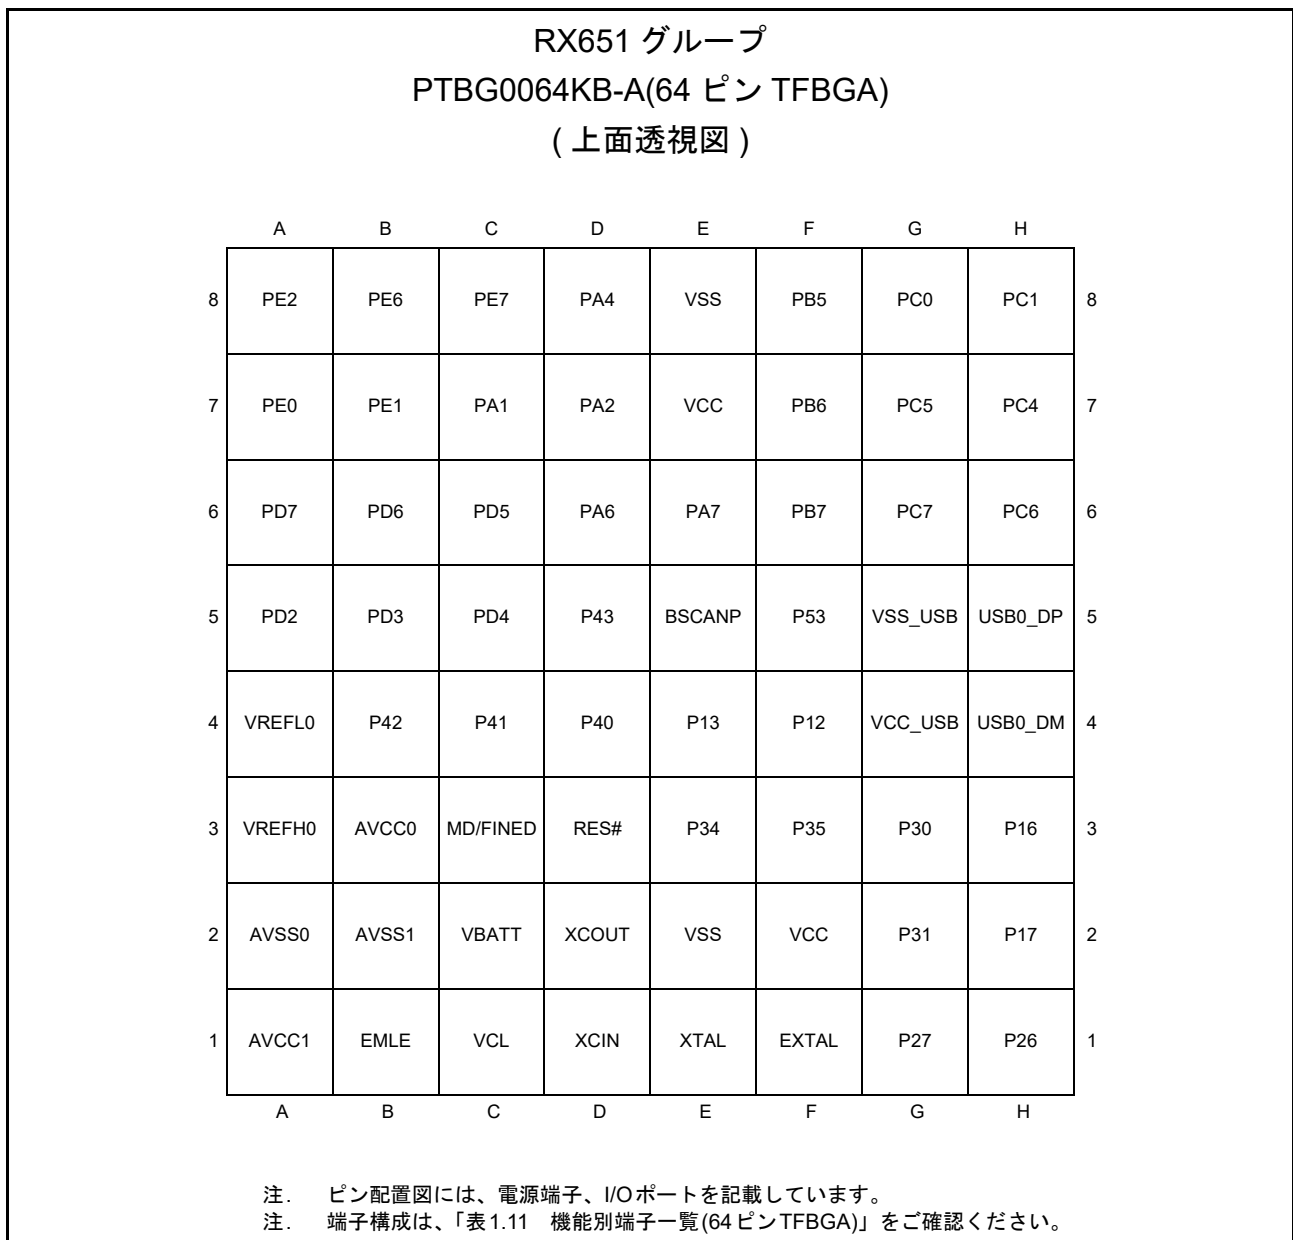 RX651 グループ
PTBG0064KB-A(64 ピン TFBGA)
( 上面透視図 )
A B C D E F G H
8 PE2 PE6 PE7 PA4 VSS PB5 PC0 PC1 8
7 PE0 PE1 PA1 PA2 VCC PB6 PC5 PC4 7
6 PD7 PD6 PD5 PA6 PA7 PB7 PC7 PC6 6
5 PD2 PD3 PD4 P43 BSCANP P53 VSS_USB USB0_DP 5
4 VREFL0 P42 P41 P40 P13 P12 VCC_USB USB0_DM 4
3 VREFH0 AVCC0 MD/FINED RES# P34 P35 P30 P16 3
2 AVSS0 AVSS1 VBATT XCOUT VSS VCC P31 P17 2
1 AVCC1 EMLE VCL XCIN XTAL EXTAL P27 P26 1
A B C D E F G H
注. ピン配置図には、電源端子、I/Oポートを記載しています。
注. 端子構成は、「表1.11 機能別端子一覧(64ピンTFBGA)」をご確認ください。